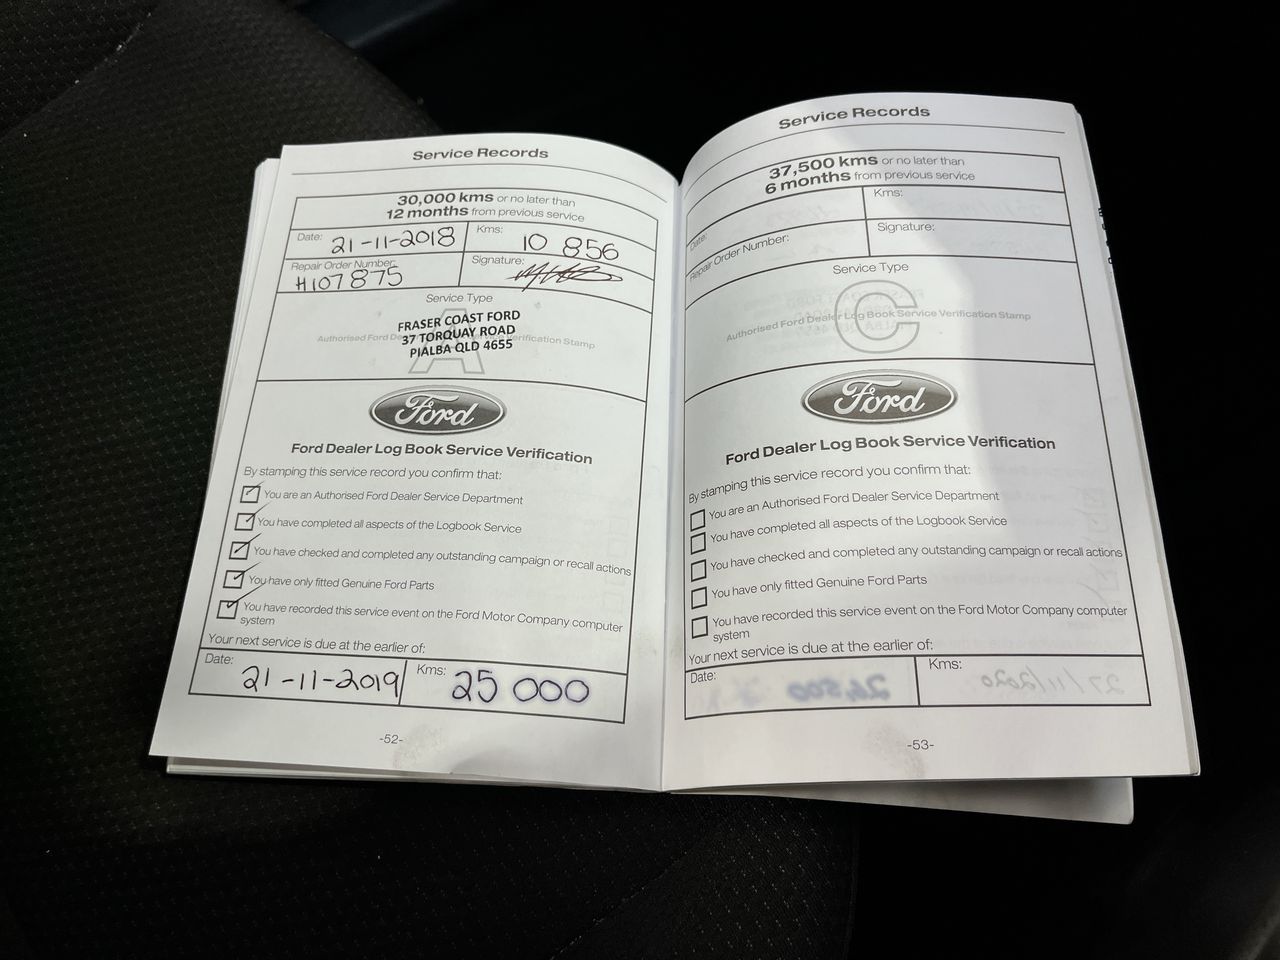 Service Records
30,000 kms or no later than
12 months from previous service
Date: 21-11-2018 Kms: 10 856
Repair Order Number: H107875 Signature:
Service Type
A
Authorised Ford Dealer Log Book Service Verification Stamp
FRASER COAST FORD
37 TORQUAY ROAD
PIALBA QLD 4655
Ford
Ford Dealer Log Book Service Verification
By stamping this service record you confirm that:
You are an Authorised Ford Dealer Service Department
You have completed all aspects of the Logbook Service
You have checked and completed any outstanding campaign or recall actions
You have only fitted Genuine Ford Parts
You have recorded this service event on the Ford Motor Company computer
system
Your next service is due at the earlier of:
Date: 21-11-2019 Kms: 25 000
-52-
Service Records
37,500 kms or no later than
6 months from previous service
Date: Kms:
Repair Order Number: Signature:
Service Type
C
Authorised Ford Dealer Log Book Service Verification Stamp
Ford
Ford Dealer Log Book Service Verification
By stamping this service record you confirm that:
You are an Authorised Ford Dealer Service Department
You have completed all aspects of the Logbook Service
You have checked and completed any outstanding campaign or recall actions
You have only fitted Genuine Ford Parts
You have recorded this service event on the Ford Motor Company computer
system
Your next service is due at the earlier of:
Date: Kms:
-53-